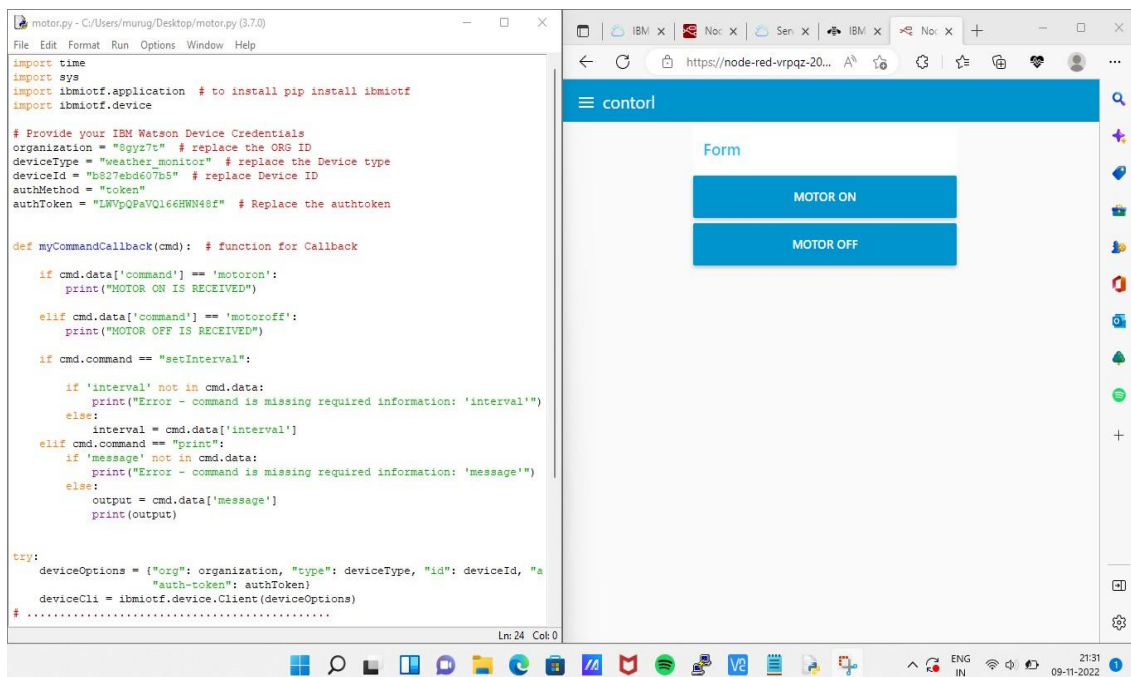 motor.py - C:/Users/murug/Desktop/motor.py (3.7.0)
File Edit Format Run Options Window Help
import time
import sys
import ibmiotf.application # to install pip install ibmiotf
import ibmiotf.device
# Provide your IBM Watson Device Credentials
organization = "8gyz7t" # replace the ORG ID
deviceType = "weather_monitor" # replace the Device type
deviceId = "b827ebd607b5" # replace Device ID
authMethod = "token"
authToken = "LWVpQPaVQ166HWN48f" # Replace the authtoken
def myCommandCallback(cmd): # function for Callback
if cmd.data['command'] == 'motoron':
print("MOTOR ON IS RECEIVED")
elif cmd.data['command'] == 'motoroff':
print("MOTOR OFF IS RECEIVED")
if cmd.command == "setInterval":
if 'interval' not in cmd.data:
print("Error - command is missing required information: 'interval'")
else:
interval = cmd.data['interval']
elif cmd.command == "print":
if 'message' not in cmd.data:
print("Error - command is missing required information: 'message'")
else:
output = cmd.data['message']
print(output)
try:
deviceOptions = {"org": organization, "type": deviceType, "id": deviceId, "a
"auth-token": authToken}
deviceCli = ibmiotf.device.Client(deviceOptions)
# ..............................................
Ln: 24 Col: 0
IBM Noc Sen IBM Noc
https://node-red-vrpqz-20...
contorl
Form
MOTOR ON
MOTOR OFF
ENG
IN
21:31
09-11-2022
1